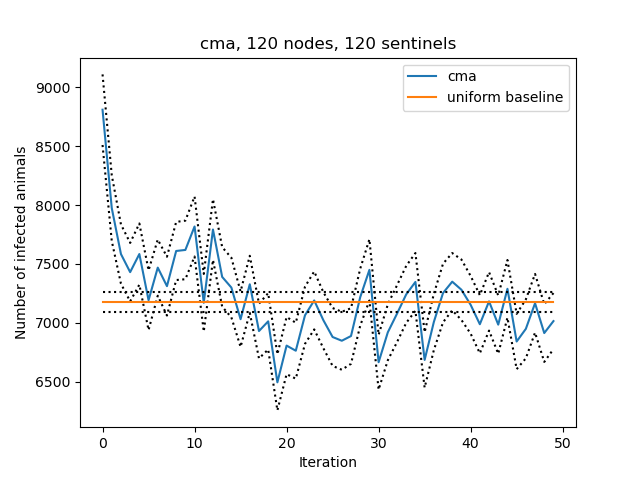 cma, 120 nodes, 120 sentinels
cma
uniform baseline
Number of infected animals
9000
8500
8000
7500
7000
6500
0 10 20 30 40 50
Iteration